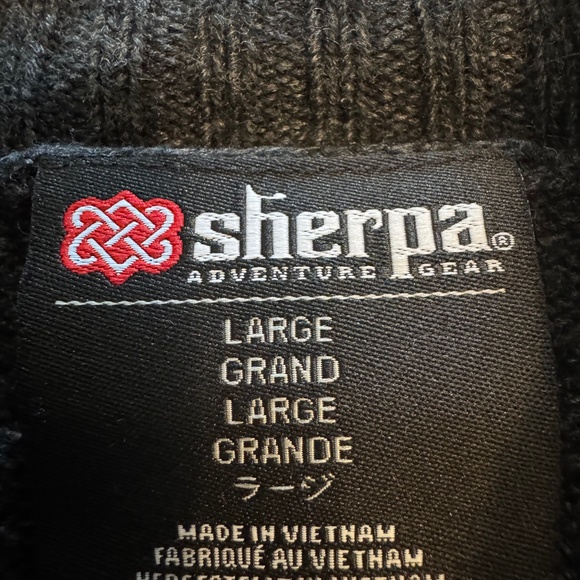 sherpa®
ADVENTURE GEAR
LARGE
GRAND
LARGE
GRANDE
ラージ
MADE IN VIETNAM
FABRIQUÉ AU VIETNAM